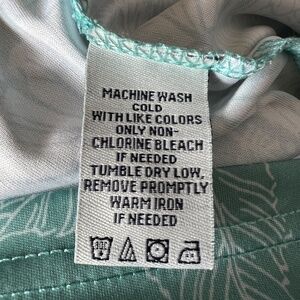 MACHINE WASH
COLD
WITH LIKE COLORS
ONLY NON-
CHLORINE BLEACH
IF NEEDED
TUMBLE DRY LOW,
REMOVE PROMPTLY
WARM IRON
IF NEEDED